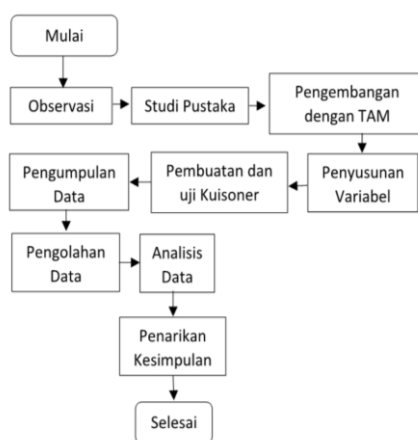 Mulai
Observasi
Studi Pustaka
Pengembangan
dengan TAM
Penyusunan
Variabel
Pembuatan dan
uji Kuisoner
Pengumpulan
Data
Pengolahan
Data
Analisis
Data
Penarikan
Kesimpulan
Selesai